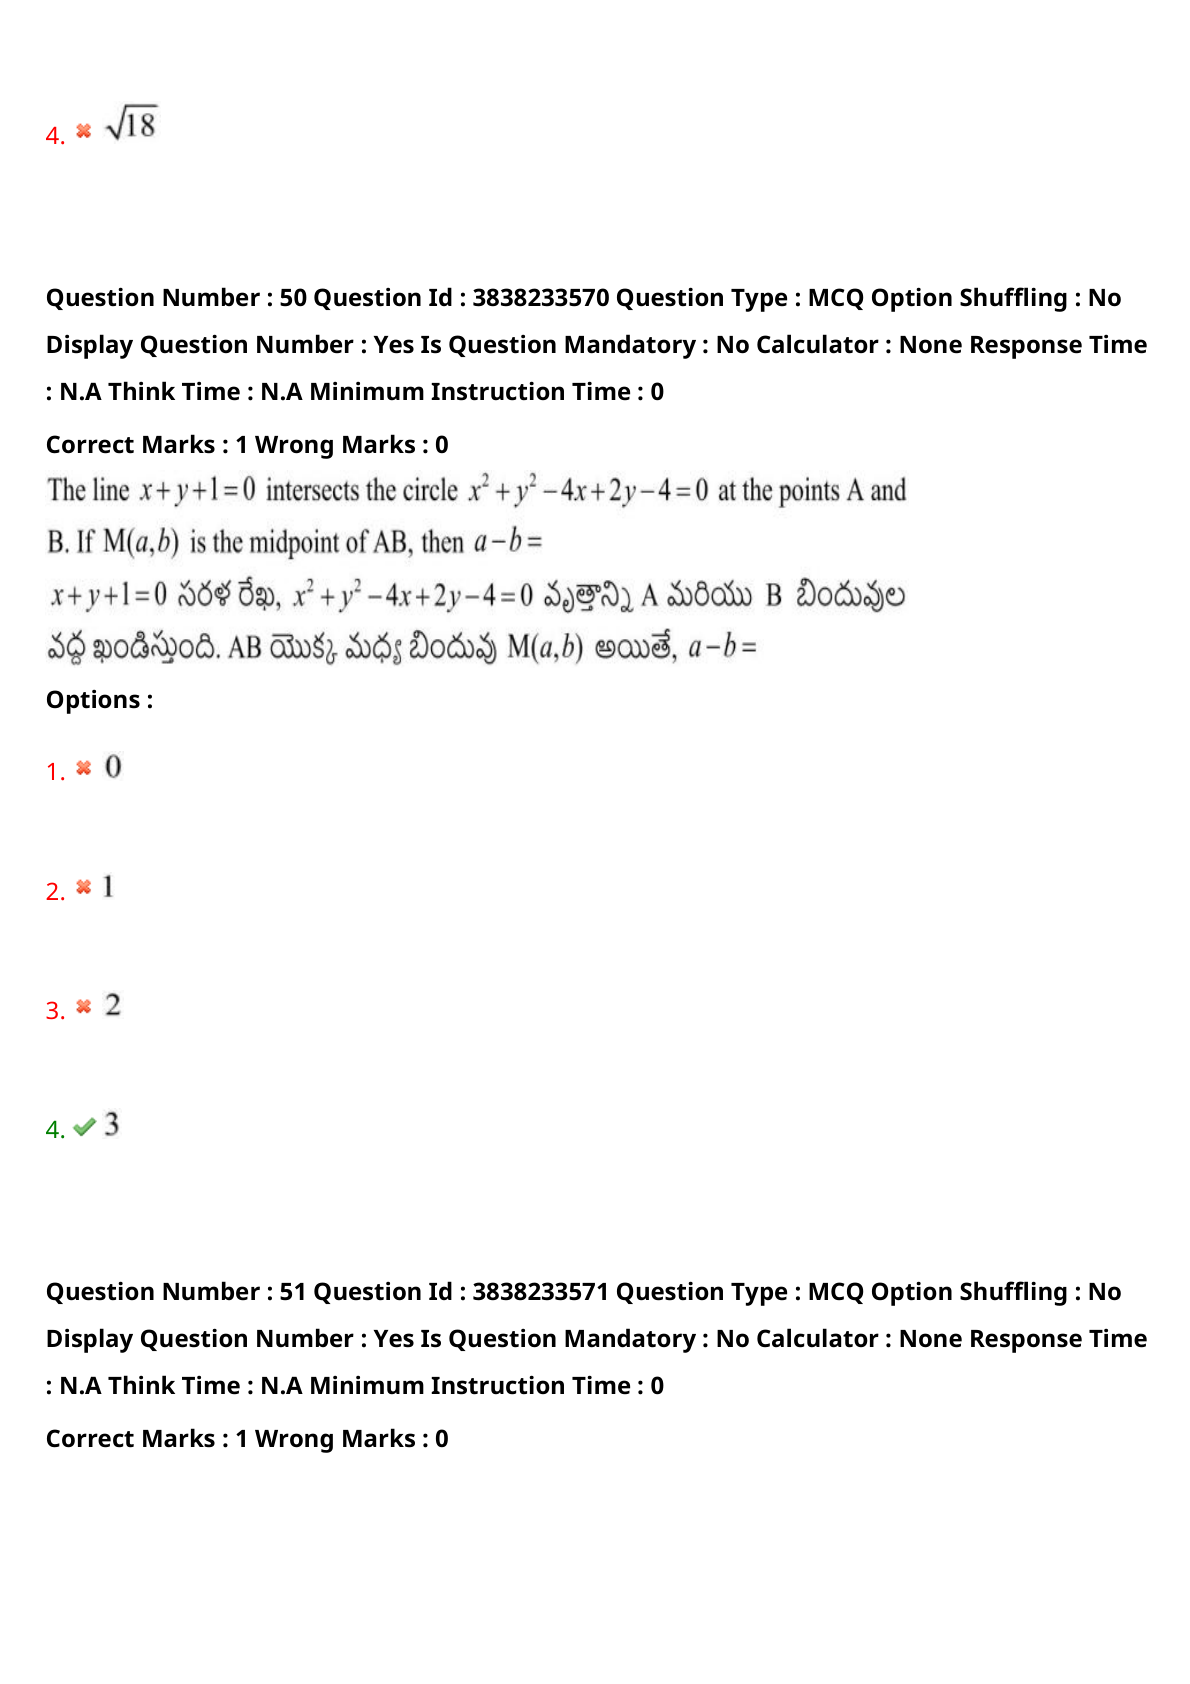 4. √18
Question Number : 50 Question Id : 3838233570 Question Type : MCQ Option Shuffling : No
Display Question Number : Yes Is Question Mandatory : No Calculator : None Response Time
: N.A Think Time : N.A Minimum Instruction Time : 0
Correct Marks : 1 Wrong Marks : 0
The line x+y+1=0 intersects the circle x²+y²−4x+2y−4=0 at the points A and
B. If M(a,b) is the midpoint of AB, then a−b=
x+y+1=0 సరళ రేఖ, x²+y²−4x+2y−4=0 వృత్తాన్ని A మరియు B బిందువుల
వద్ద ఖండిస్తుంది. AB యొక్క మధ్య బిందువు M(a,b) అయితే, a−b=
Options :
1. 0
2. 1
3. 2
4. 3
Question Number : 51 Question Id : 3838233571 Question Type : MCQ Option Shuffling : No
Display Question Number : Yes Is Question Mandatory : No Calculator : None Response Time
: N.A Think Time : N.A Minimum Instruction Time : 0
Correct Marks : 1 Wrong Marks : 0